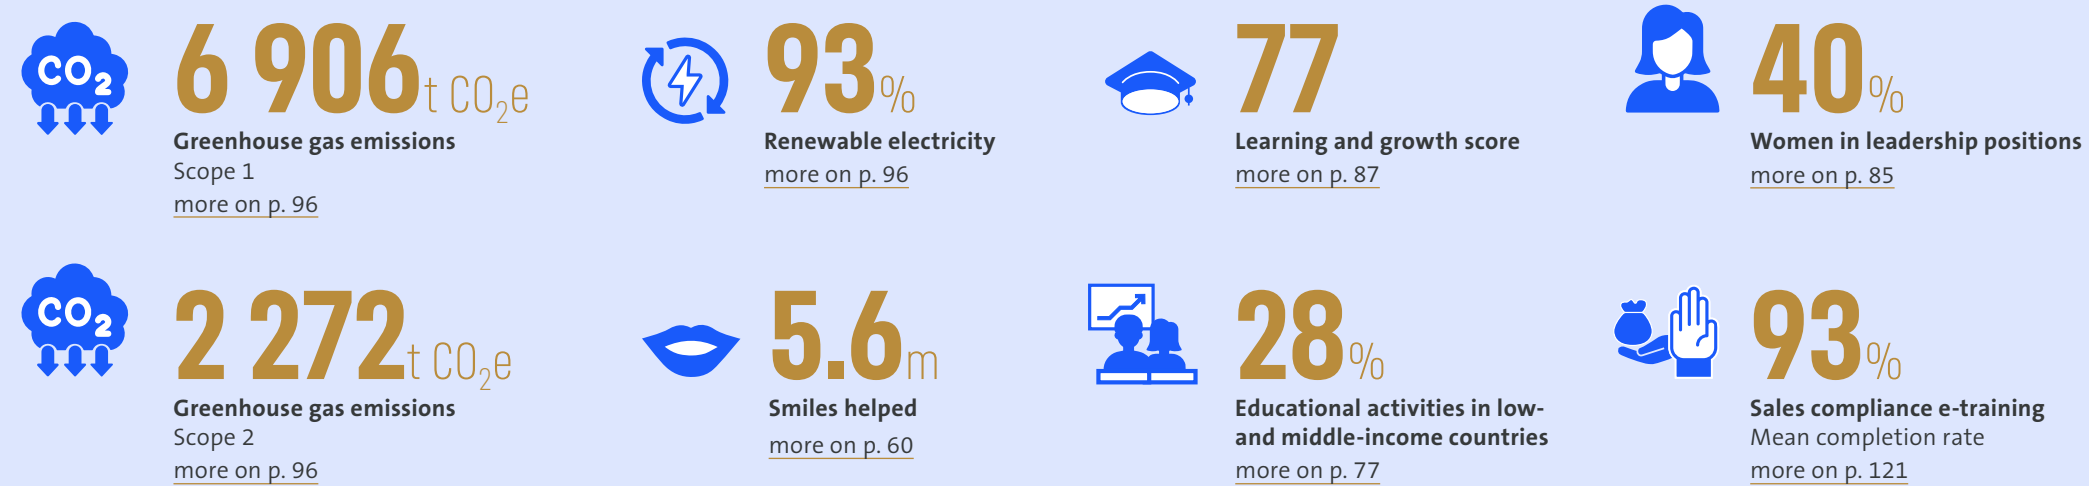 CO2
6 906 t CO₂e
Greenhouse gas emissions
Scope 1
more on p. 96
93%
Renewable electricity
more on p. 96
77
Learning and growth score
more on p. 87
40%
Women in leadership positions
more on p. 85
CO2
2 272 t CO₂e
Greenhouse gas emissions
Scope 2
more on p. 96
5.6 m
Smiles helped
more on p. 60
28%
Educational activities in low-
and middle-income countries
more on p. 77
93%
Sales compliance e-training
Mean completion rate
more on p. 121